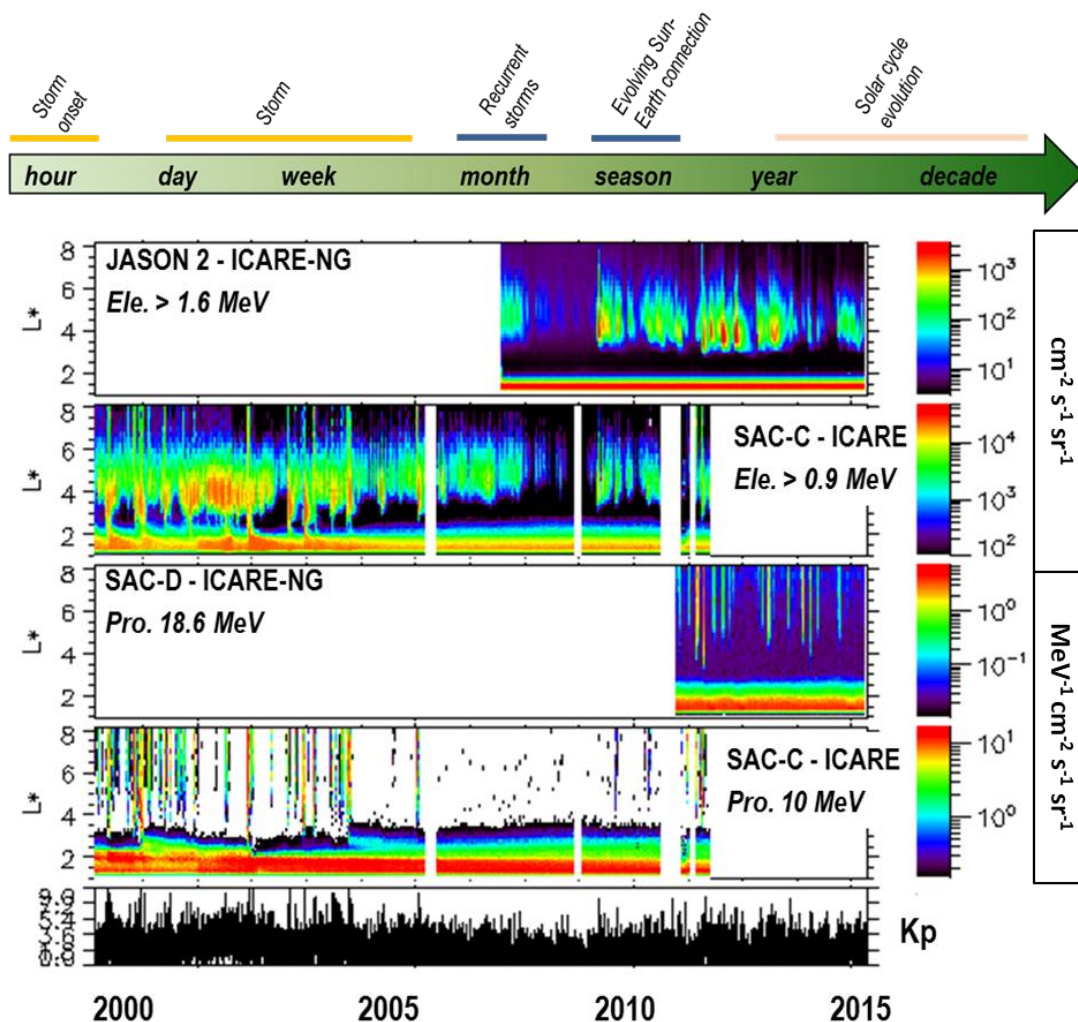 Storm
onset
Storm
Recurrent
storms
Evolving Sun-
Earth connection
Solar cycle
evolution
hour day week month season year decade
8
6
4
2
L*
JASON 2 - ICARE-NG
Ele. > 1.6 MeV
10³
10²
10¹
8
6
4
2
L*
SAC-C - ICARE
Ele. > 0.9 MeV
10⁴
10³
10²
cm⁻² s⁻¹ sr⁻¹
8
6
4
2
L*
SAC-D - ICARE-NG
Pro. 18.6 MeV
10⁰
10⁻¹
8
6
4
2
L*
SAC-C - ICARE
Pro. 10 MeV
10¹
10⁰
MeV⁻¹ cm⁻² s⁻¹ sr⁻¹
Kp
2000 2005 2010 2015